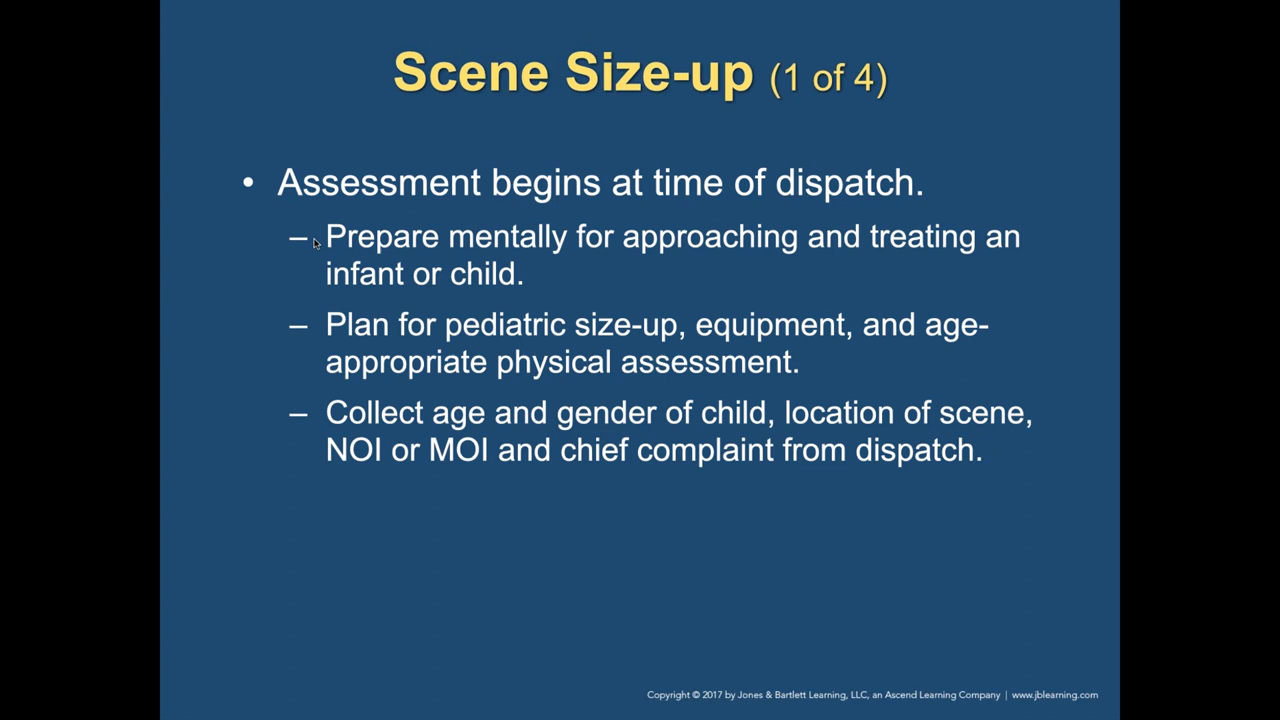 Scene Size-up (1 of 4)
• Assessment begins at time of dispatch.
– Prepare mentally for approaching and treating an
infant or child.
– Plan for pediatric size-up, equipment, and age-
appropriate physical assessment.
– Collect age and gender of child, location of scene,
NOI or MOI and chief complaint from dispatch.
Copyright © 2017 by Jones & Bartlett Learning, LLC, an Ascend Learning Company | www.jblearning.com